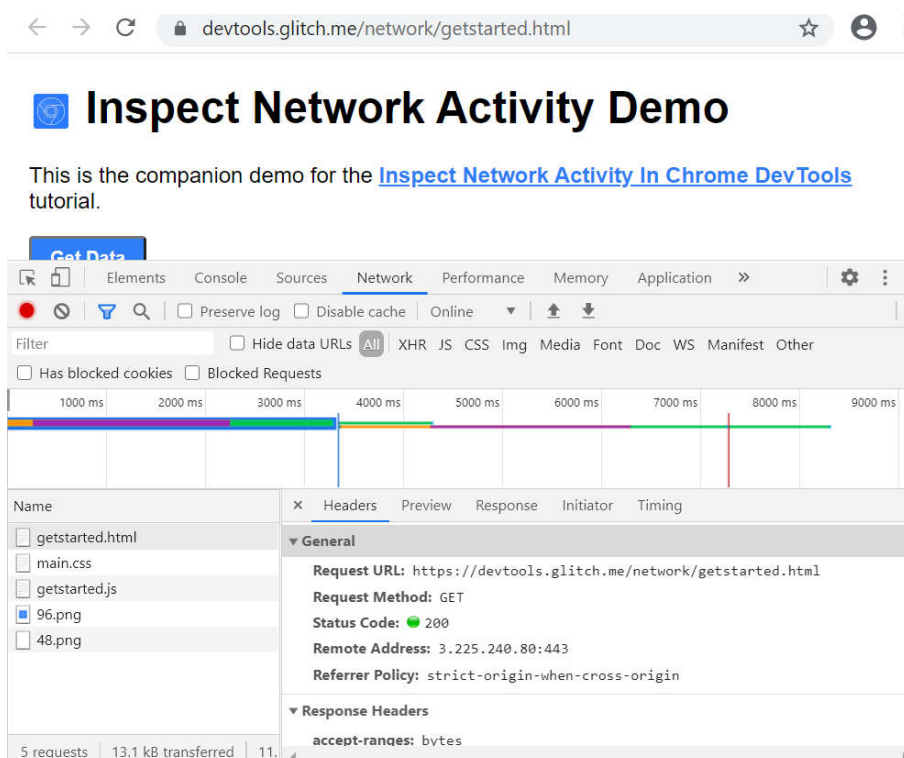 devtools.glitch.me/network/getstarted.html
Inspect Network Activity Demo
This is the companion demo for the Inspect Network Activity In Chrome DevTools
tutorial.
Get Data
Elements Console Sources Network Performance Memory Application »
Preserve log Disable cache Online
Filter Hide data URLs All XHR JS CSS Img Media Font Doc WS Manifest Other
Has blocked cookies Blocked Requests
1000 ms 2000 ms 3000 ms 4000 ms 5000 ms 6000 ms 7000 ms 8000 ms 9000 ms
Name
getstarted.html
main.css
getstarted.js
96.png
48.png
5 requests 13.1 kB transferred 11.
× Headers Preview Response Initiator Timing
General
Request URL: https://devtools.glitch.me/network/getstarted.html
Request Method: GET
Status Code: 200
Remote Address: 3.225.240.80:443
Referrer Policy: strict-origin-when-cross-origin
Response Headers
accept-ranges: bytes